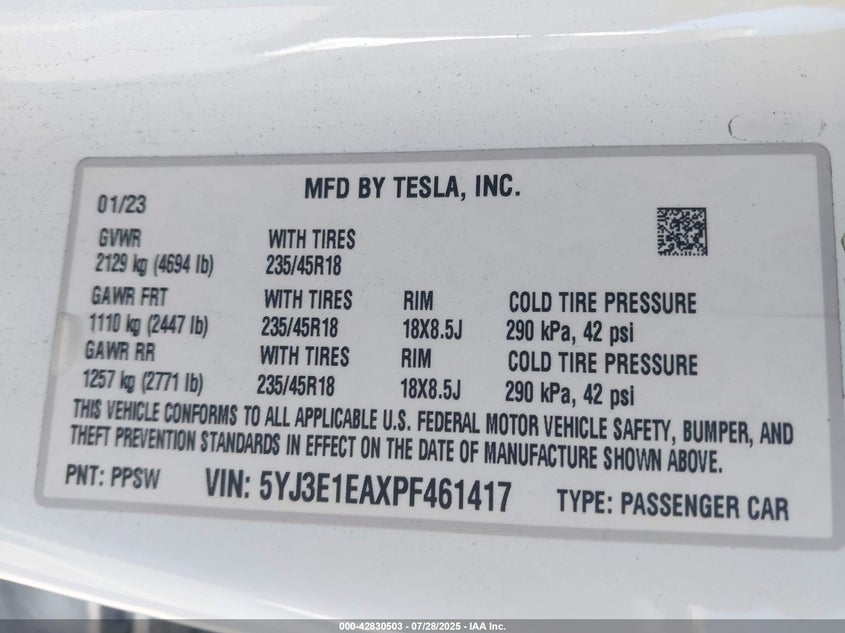 MFD BY TESLA, INC.
01/23
GVWR WITH TIRES
2129 kg (4694 lb) 235/45R18
GAWR FRT WITH TIRES RIM COLD TIRE PRESSURE
1110 kg (2447 lb) 235/45R18 18X8.5J 290 kPa, 42 psi
GAWR RR WITH TIRES RIM COLD TIRE PRESSURE
1257 kg (2771 lb) 235/45R18 18X8.5J 290 kPa, 42 psi
THIS VEHICLE CONFORMS TO ALL APPLICABLE U.S. FEDERAL MOTOR VEHICLE SAFETY, BUMPER, AND
THEFT PREVENTION STANDARDS IN EFFECT ON THE DATE OF MANUFACTURE SHOWN ABOVE.
PNT: PPSW VIN: 5YJ3E1EAXPF461417 TYPE: PASSENGER CAR
000-42830503 - 07/28/2025 - IAA Inc.